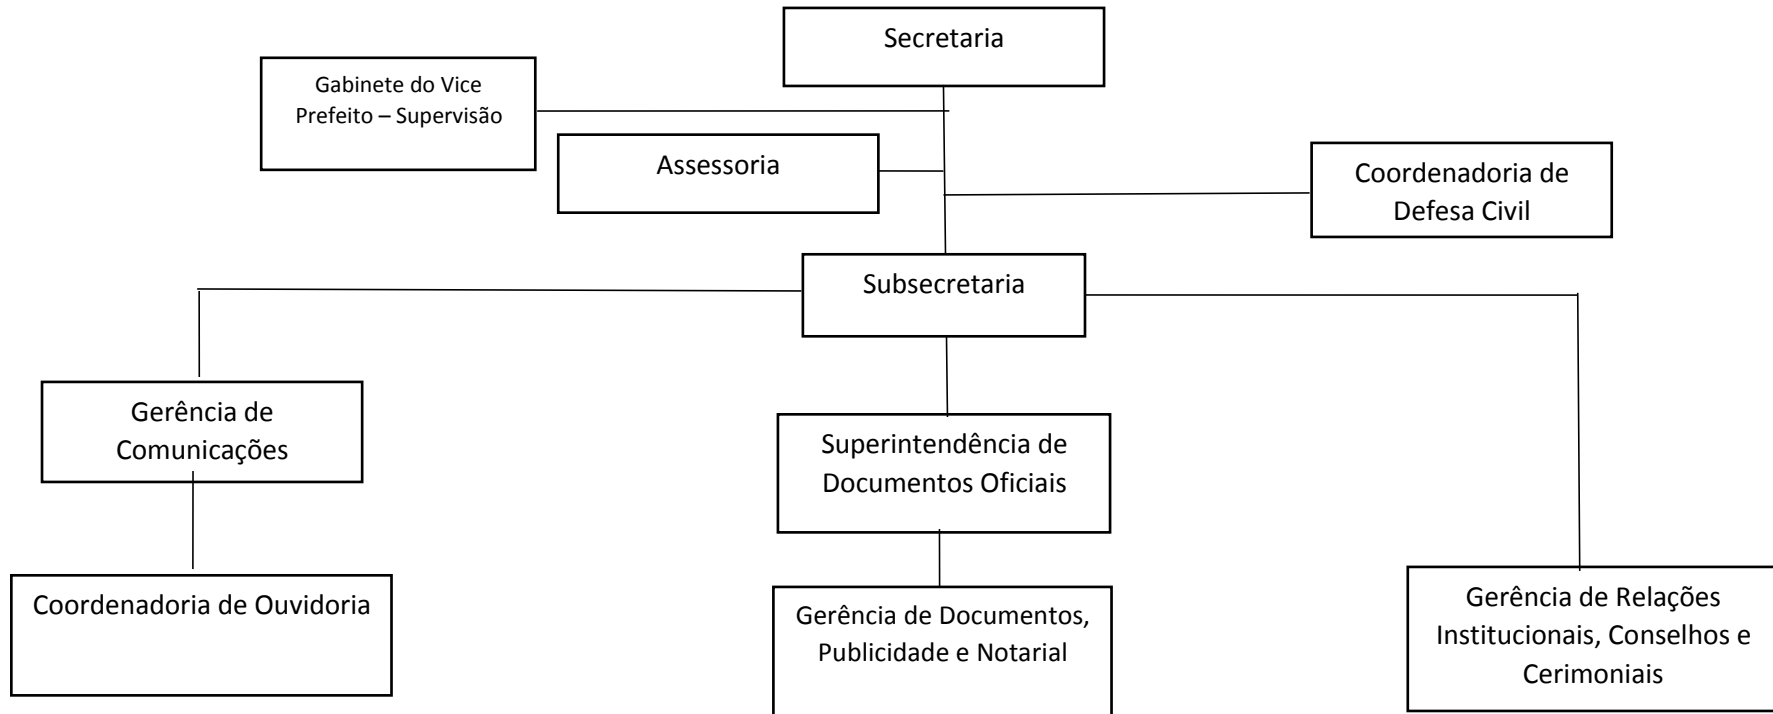 Secretaria
Gabinete do Vice
Prefeito – Supervisão
Assessoria
Coordenadoria de
Defesa Civil
Subsecretaria
Gerência de
Comunicações
Superintendência de
Documentos Oficiais
Coordenadoria de Ouvidoria
Gerência de Documentos,
Publicidade e Notarial
Gerência de Relações
Institucionais, Conselhos e
Cerimoniais